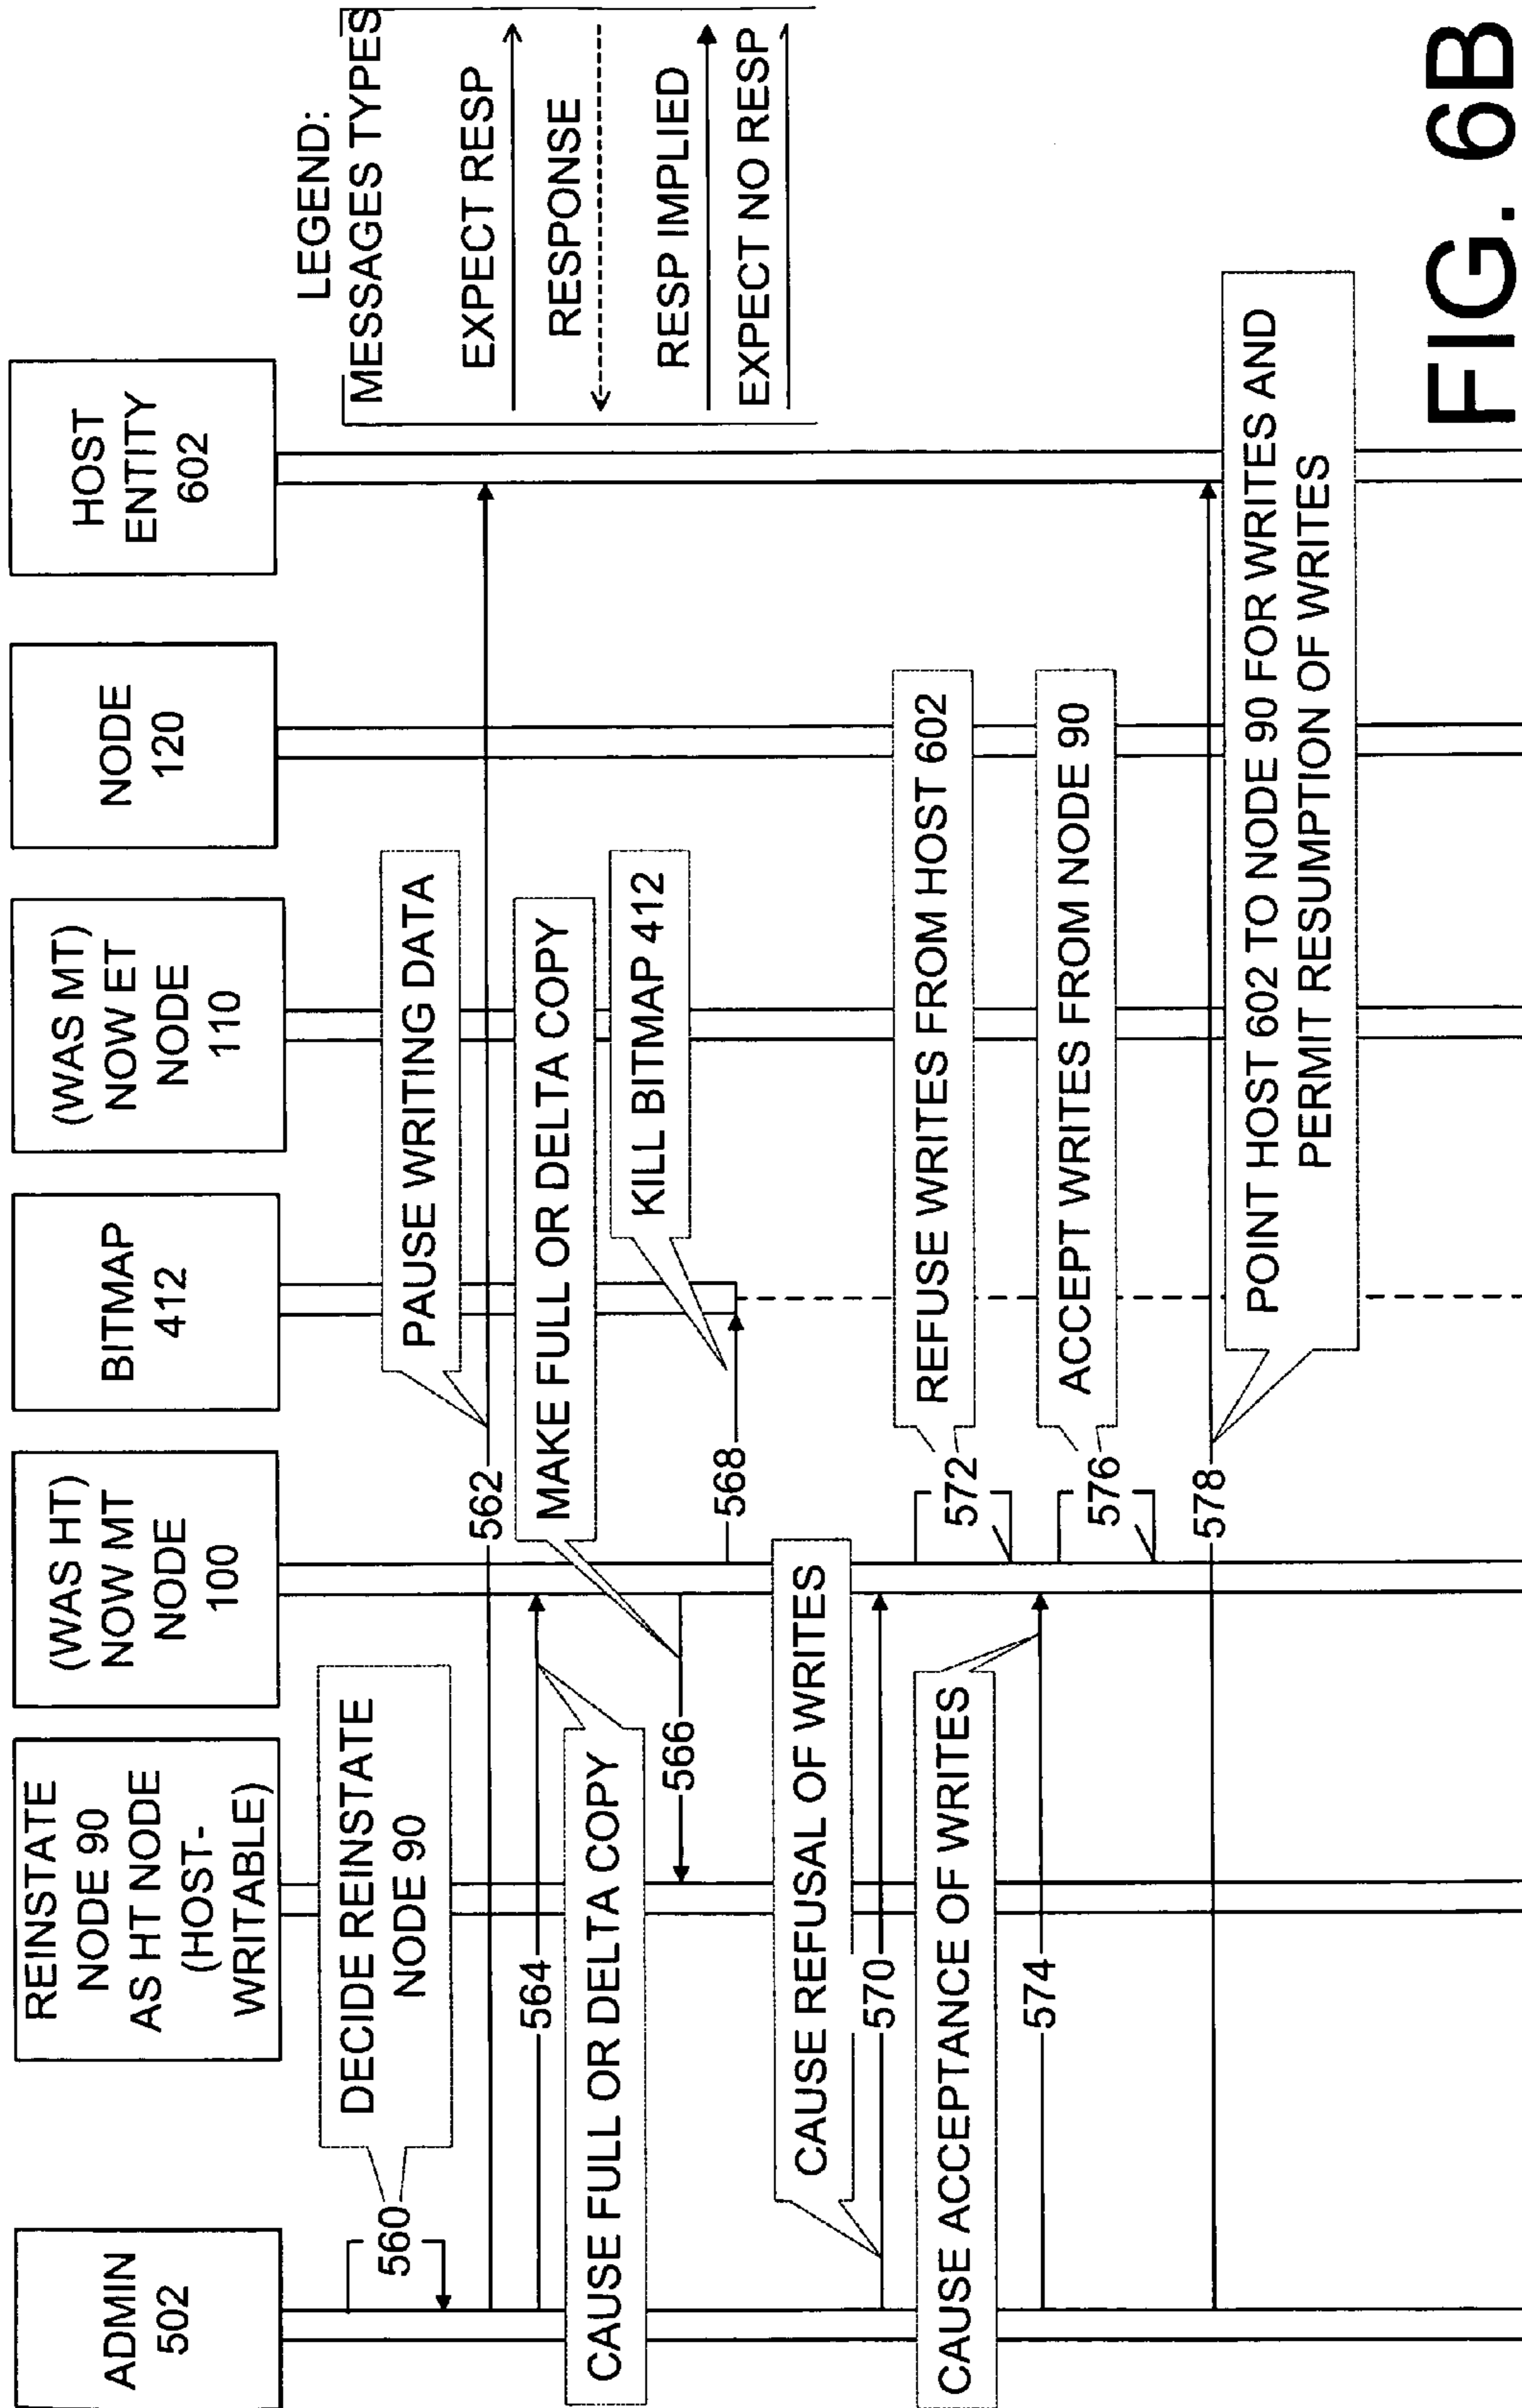 ADMIN
502
REINSTATE
NODE 90
AS HT NODE
(HOST-
WRITABLE)
(WAS HT)
NOW MT
NODE
100
BITMAP
412
(WAS MT)
NOW ET
NODE
110
NODE
120
HOST
ENTITY
602
LEGEND:
MESSAGES TYPES
EXPECT RESP
RESPONSE
RESP IMPLIED
EXPECT NO RESP
560
DECIDE REINSTATE
NODE 90
562
PAUSE WRITING DATA
564
CAUSE FULL OR DELTA COPY
566
MAKE FULL OR DELTA COPY
568
KILL BITMAP 412
570
CAUSE REFUSAL OF WRITES
572
REFUSE WRITES FROM HOST 602
574
CAUSE ACCEPTANCE OF WRITES
576
ACCEPT WRITES FROM NODE 90
578
POINT HOST 602 TO NODE 90 FOR WRITES AND
PERMIT RESUMPTION OF WRITES
FIG. 6B